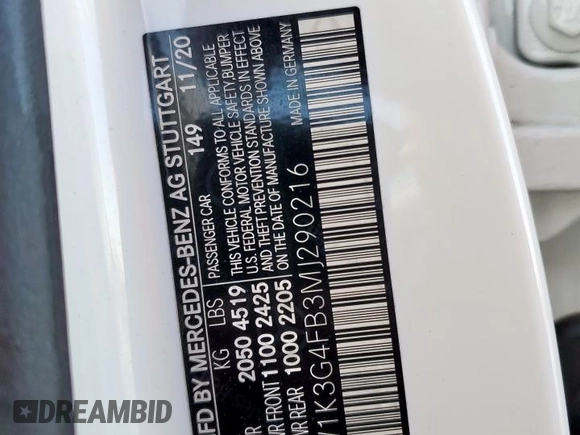 MFD BY MERCEDES-BENZ AG STUTTGART
149 11/20
KG LBS PASSENGER CAR
2050 4519
FRONT 1100 2425
REAR 1000 2205
THIS VEHICLE CONFORMS TO ALL APPLICABLE
U.S. FEDERAL MOTOR VEHICLE SAFETY, BUMPER
AND THEFT PREVENTION STANDARDS IN EFFECT
ON THE DATE OF MANUFACTURE SHOWN ABOVE
MADE IN GERMANY
W1K3G4FB3MJ290216
DREAMBID